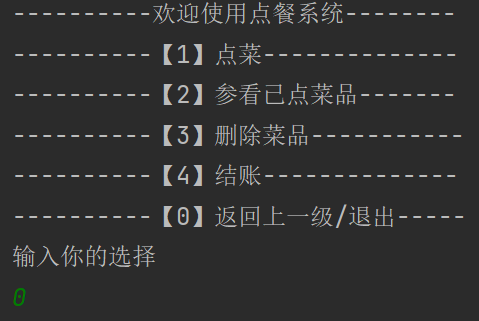 ----------欢迎使用点餐系统--------
----------【1】点菜--------------
----------【2】参看已点菜品-------
----------【3】删除菜品-----------
----------【4】结账--------------
----------【0】返回上一级/退出-----
输入你的选择
0